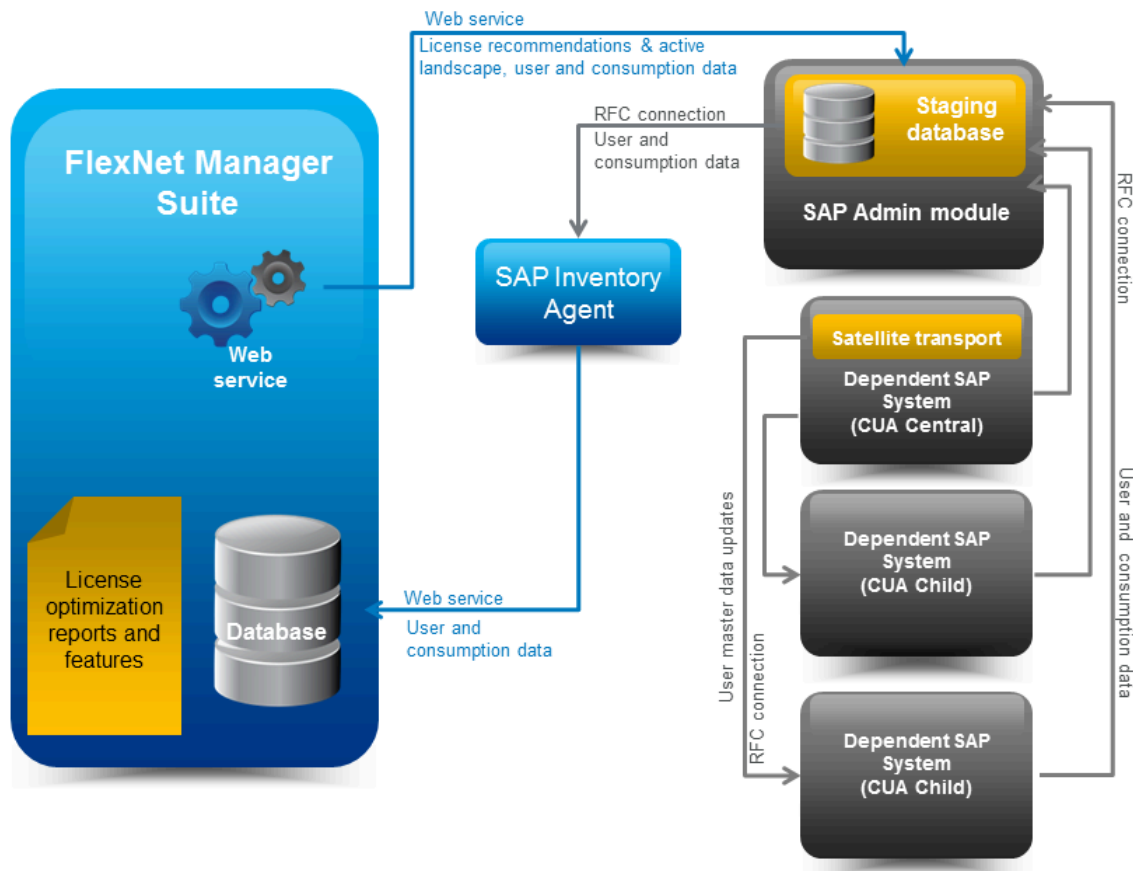 Web service
License recommendations & active
landscape, user and consumption data
FlexNet Manager
Suite
Web
service
License
optimization
reports and
features
Database
RFC connection
User and
consumption data
SAP Inventory
Agent
Web service
User and
consumption data
Staging
database
SAP Admin module
Satellite transport
Dependent SAP
System
(CUA Central)
Dependent SAP
System
(CUA Child)
Dependent SAP
System
(CUA Child)
User master data updates
RFC connection
RFC connection
User and consumption data